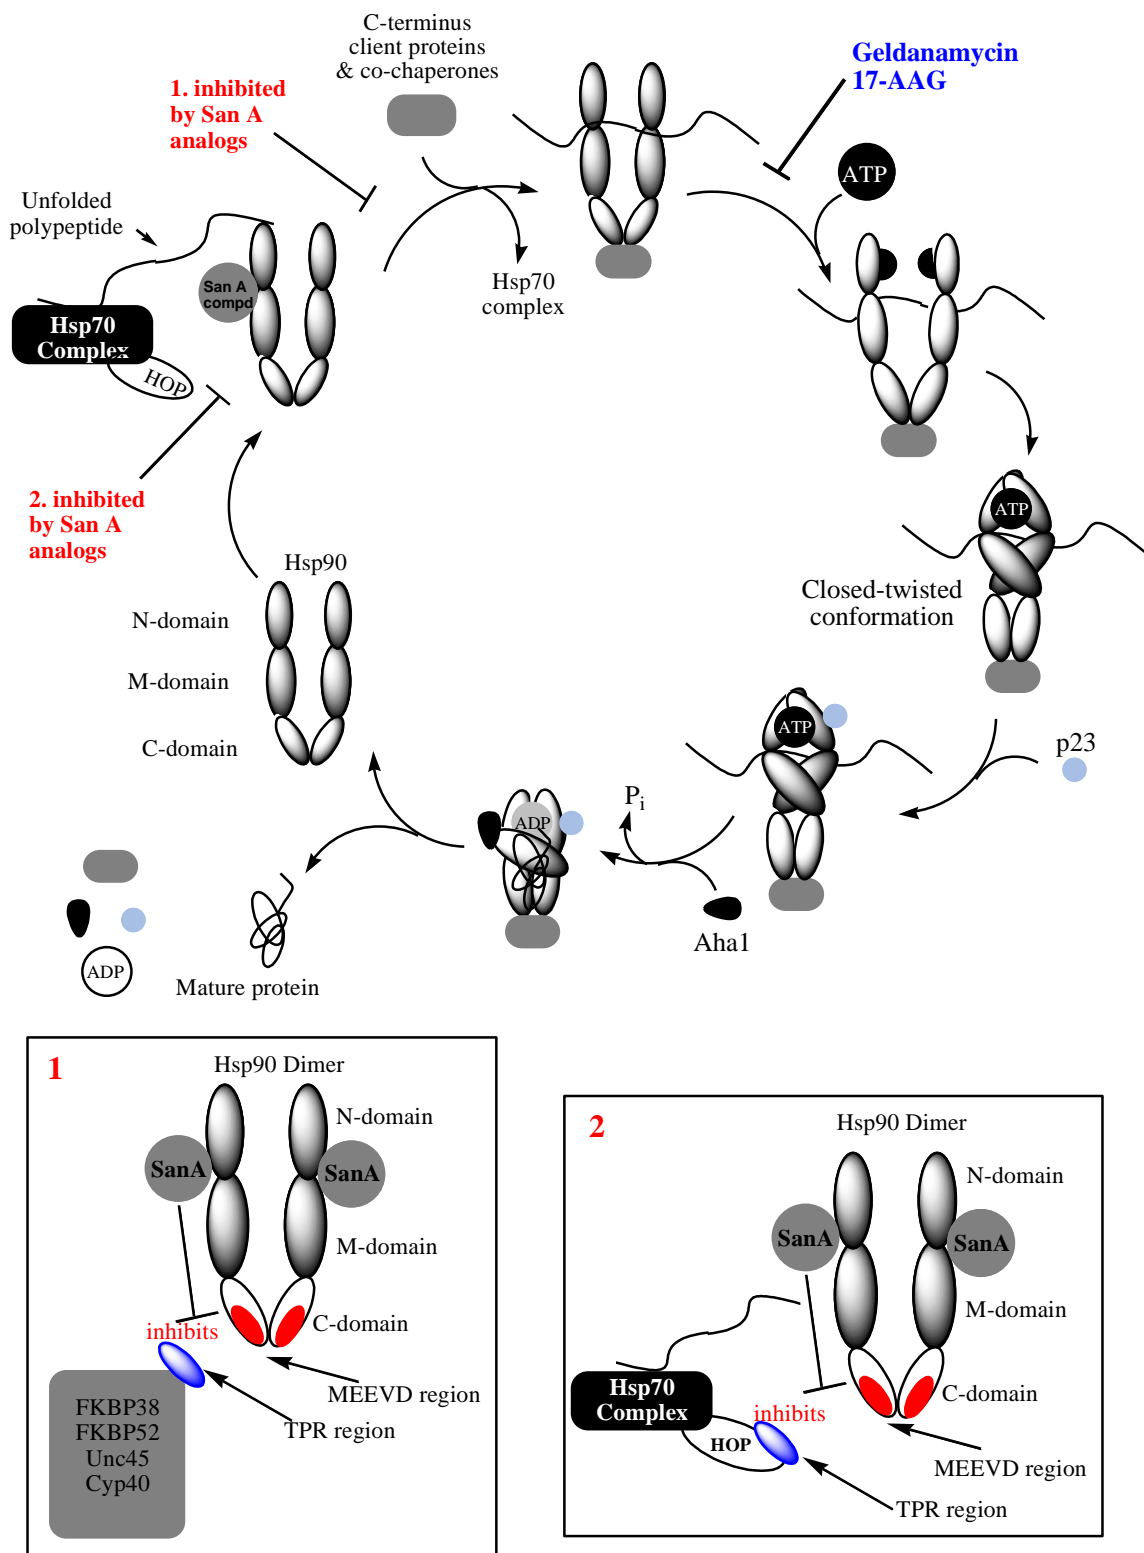 C-terminus
client proteins
& co-chaperones
Geldanamycin
17-AAG
1. inhibited
by San A
analogs
ATP
Unfolded
polypeptide
San A
compd
Hsp70
complex
Hsp70
Complex
HOP
2. inhibited
by San A
analogs
ATP
Hsp90
Closed-twisted
conformation
N-domain
M-domain
C-domain
ATP
p23
Pi
ADP
Aha1
ADP
Mature protein
1
Hsp90 Dimer
N-domain
SanA
SanA
M-domain
C-domain
inhibits
MEEVD region
TPR region
FKBP38
FKBP52
Unc45
Cyp40
2
Hsp90 Dimer
N-domain
SanA
SanA
M-domain
Hsp70
Complex
C-domain
inhibits
HOP
MEEVD region
TPR region